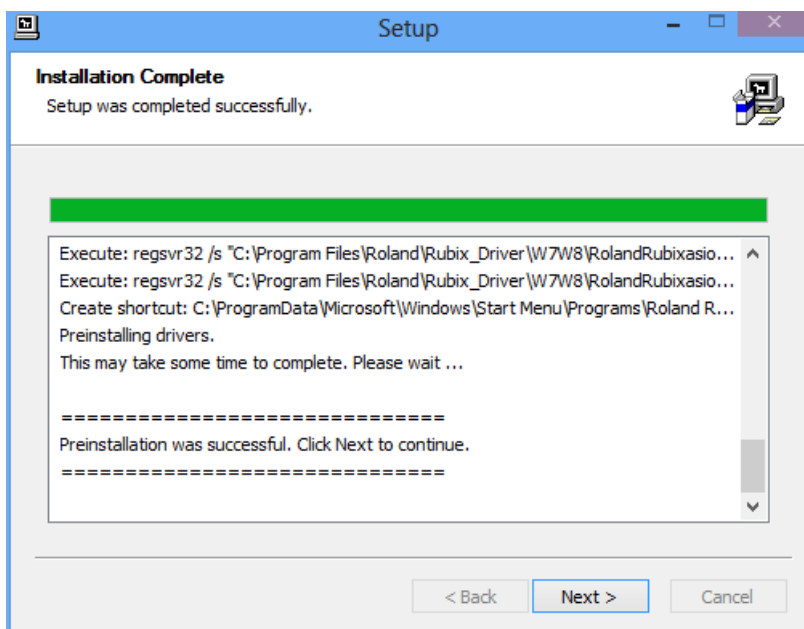 Setup
Installation Complete
Setup was completed successfully.
Execute: regsvr32 /s "C:\Program Files\Roland\Rubix_Driver\W7W8\RolandRubixasio...
Execute: regsvr32 /s "C:\Program Files\Roland\Rubix_Driver\W7W8\RolandRubixasio...
Create shortcut: C:\ProgramData\Microsoft\Windows\Start Menu\Programs\Roland R...
Preinstalling drivers.
This may take some time to complete. Please wait ...
==============================
Preinstallation was successful. Click Next to continue.
==============================
< Back Next > Cancel